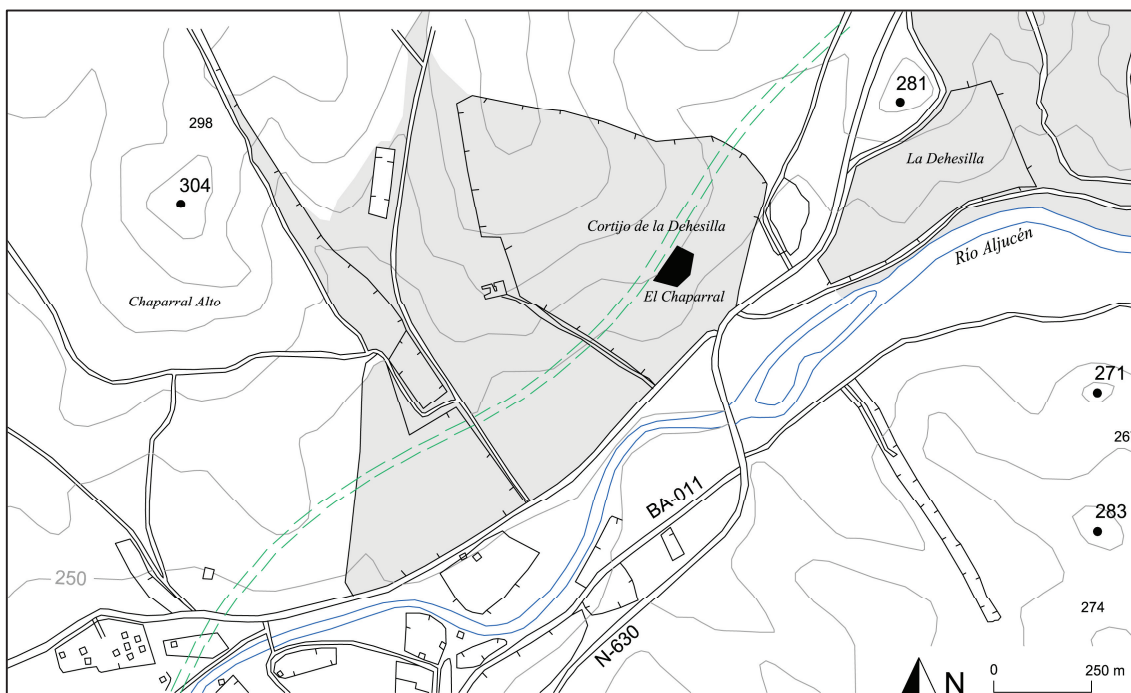 281
298
La Dehesilla
304
Cortijo de la Dehesilla
Río Aljucén
El Chaparral
Chaparral Alto
271
267
BA-011
283
250
274
N-630
N
0 250 m